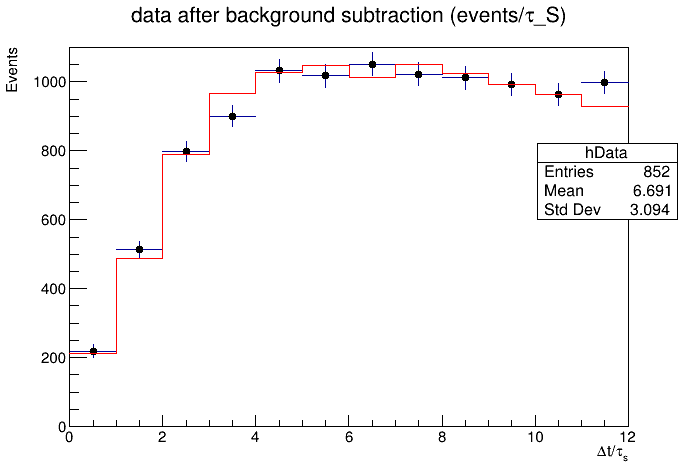 data after background subtraction (events/τ_S)
Events
1000
800
600
400
200
0
0 2 4 6 8 10 12
Δt/τs
hData
Entries 852
Mean 6.691
Std Dev 3.094